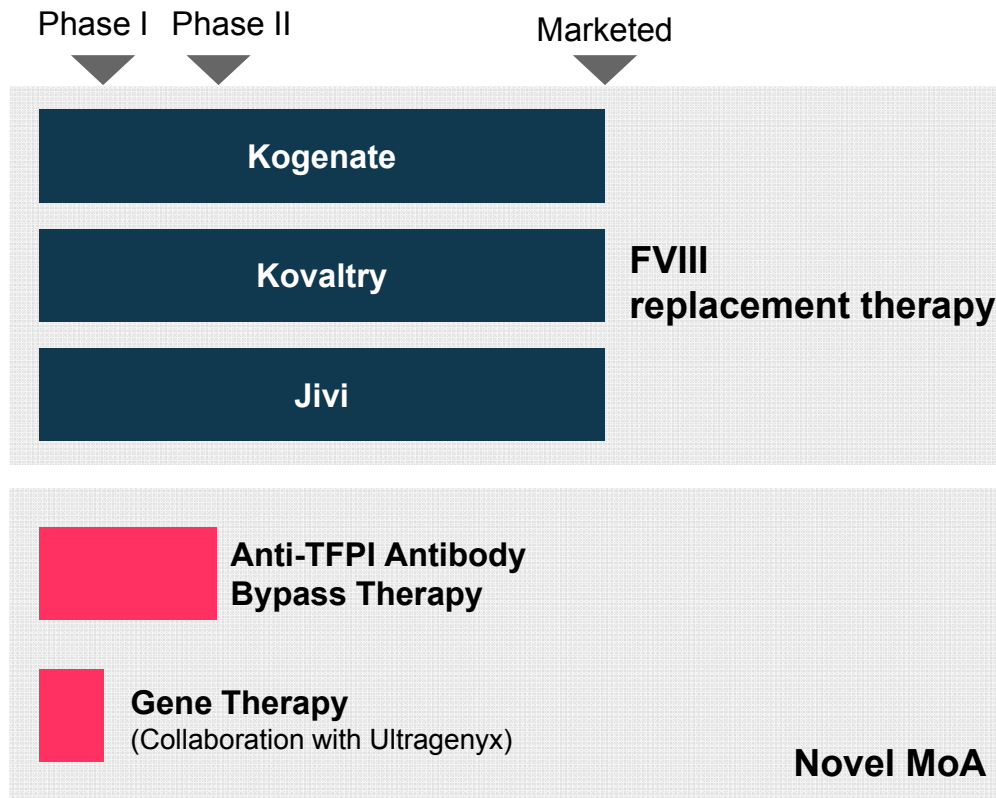 Phase I Phase II Marketed
Kogenate
Kovaltry
FVIII
replacement therapy
Jivi
Anti-TFPI Antibody
Bypass Therapy
Gene Therapy
(Collaboration with Ultragenyx)
Novel MoA